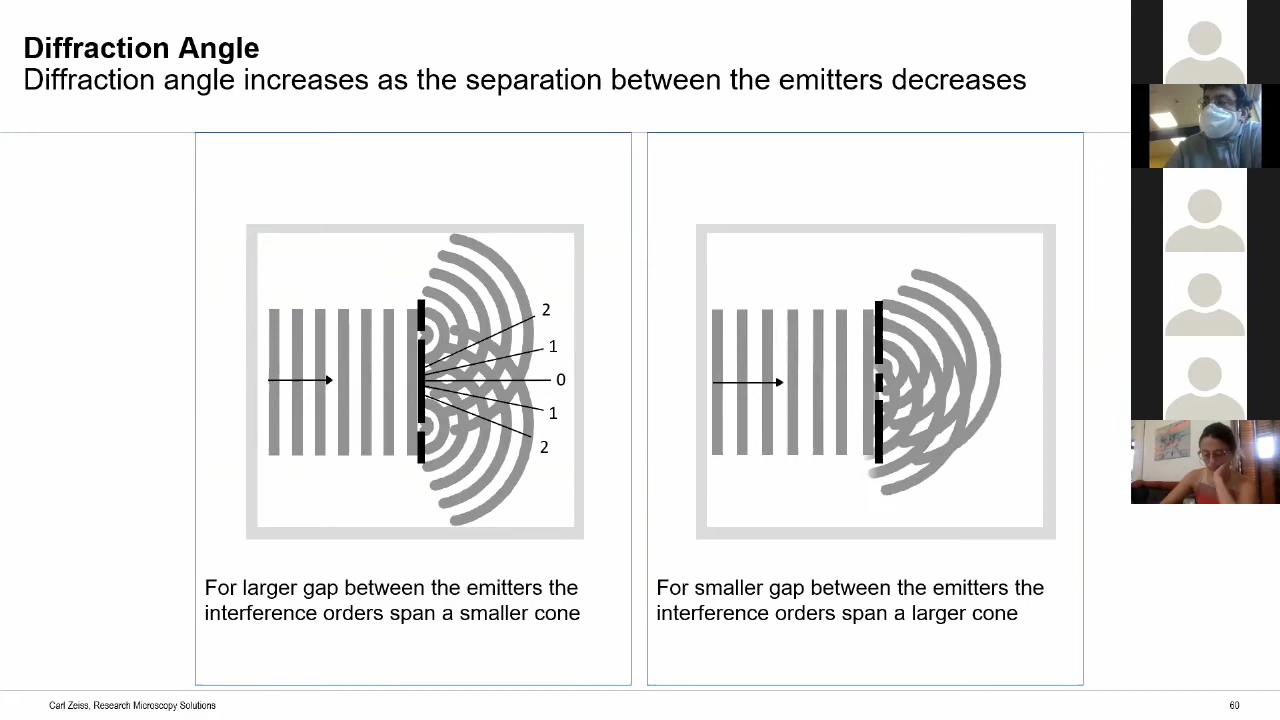 Diffraction Angle
Diffraction angle increases as the separation between the emitters decreases
2
1
0
1
2
For larger gap between the emitters the
interference orders span a smaller cone
For smaller gap between the emitters the
interference orders span a larger cone
Carl Zeiss, Research Microscopy Solutions
60